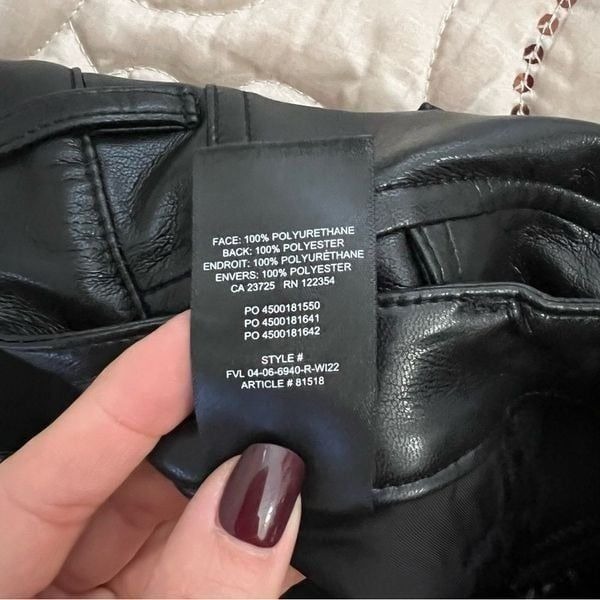 FACE: 100% POLYURETHANE
BACK: 100% POLYESTER
ENDROIT: 100% POLYURÉTHANE
ENVERS: 100% POLYESTER
CA 23725 RN 122354
PO 4500181550
PO 4500181641
PO 4500181642
STYLE #
FVL 04-06-6940-R-WI22
ARTICLE # 81518